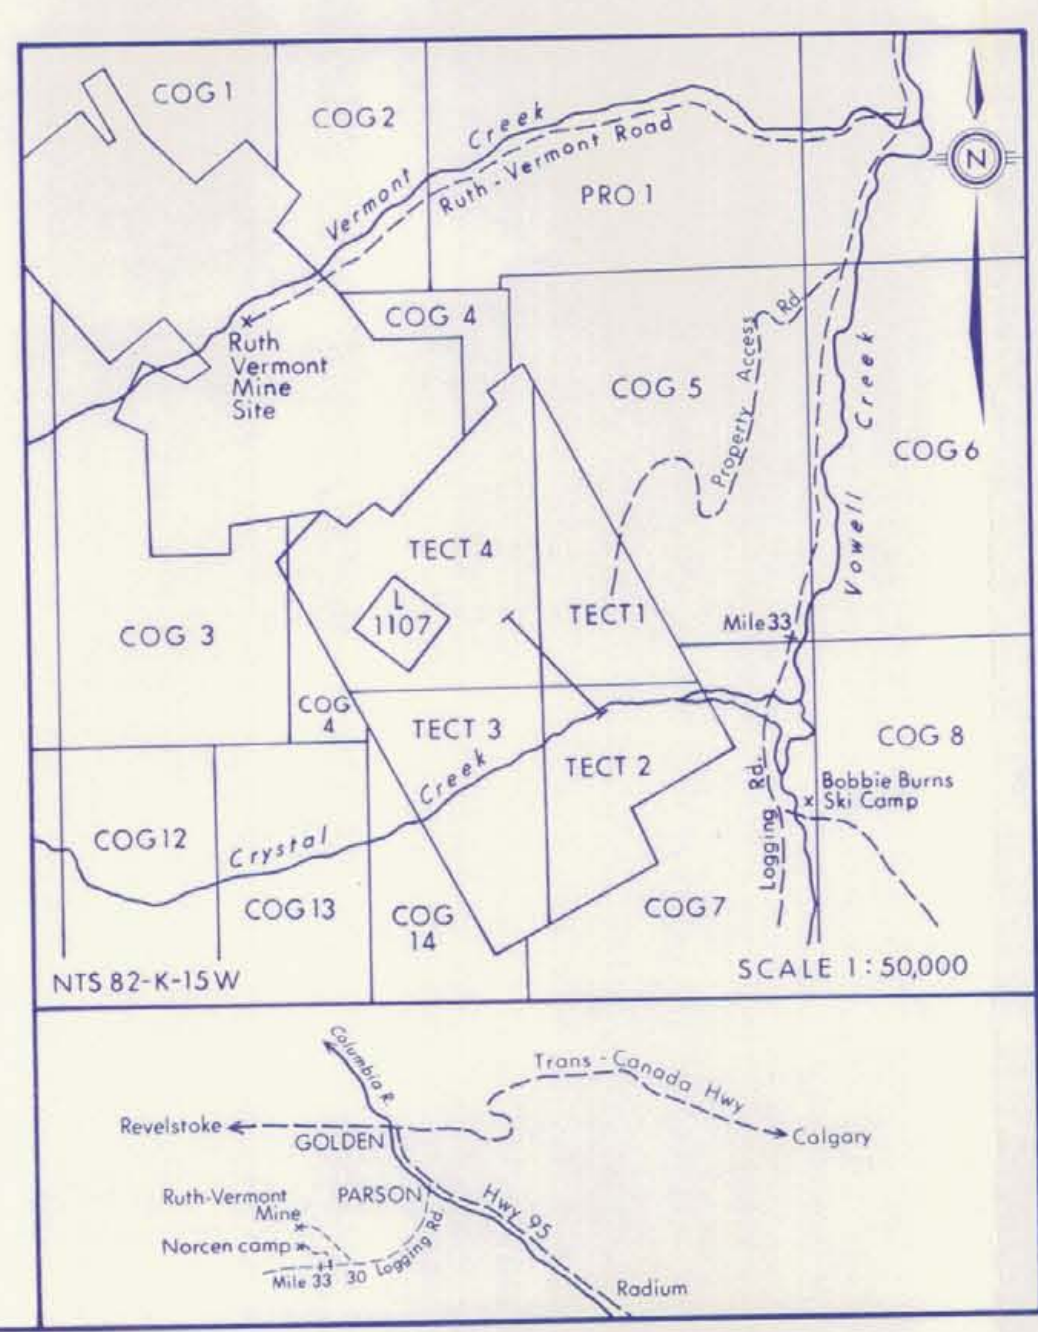 COG 1
COG 2
Vermont Creek
Ruth - Vermont Road
N
PRO 1
COG 4
Property Access Rd.
Ruth
Vermont
Mine
Site
COG 5
Vowell Creek
COG 6
TECT 4
L
1107
TECT 1
Mile 33
COG 3
COG
4
TECT 3
TECT 2
COG 8
Crystal Creek
Logging Rd.
Bobbie Burns
Ski Camp
COG 12
COG 13
COG
14
COG 7
NTS 82-K-15W
SCALE 1:50,000
Columbia R.
Trans - Canada Hwy
Revelstoke
GOLDEN
Calgary
Ruth-Vermont
Mine
PARSON
Hwy 95
Norcen camp
Mile 33 30 Logging Rd.
Radium